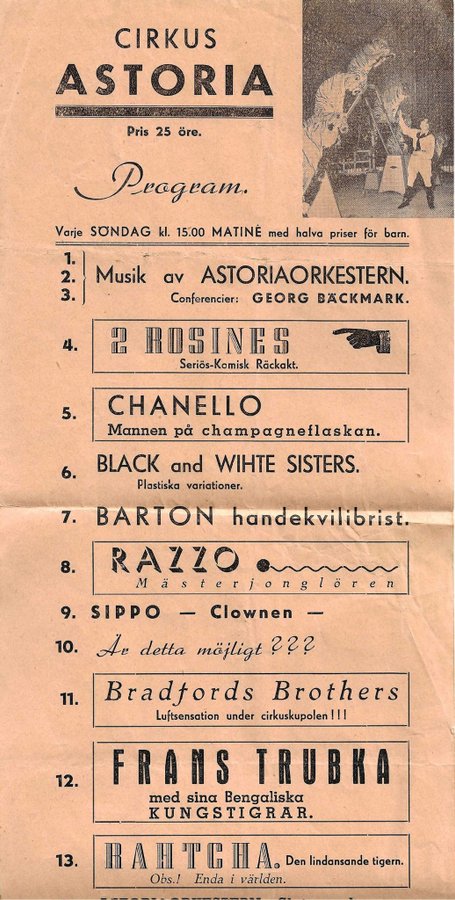 CIRKUS
ASTORIA
Pris 25 öre.
Program.
Varje SÖNDAG kl. 15.00 MATINÉ med halva priser för barn.
1.
2. Musik av ASTORIAORKESTERN.
3. Conferencier: GEORG BÄCKMARK.
4. 2 ROSINES
Seriös-Komisk Räckakt.
5. CHANELLO
Mannen på champagneflaskan.
6. BLACK and WIHTE SISTERS.
Plastiska variationer.
7. BARTON handekvilibrist.
8. RAZZO
Mästerjonglören
9. SIPPO — Clownen —
10. Är detta möjligt ???
11. Bradfords Brothers
Luftsensation under cirkuskupolen!!!
12. FRANS TRUBKA
med sina Bengaliska
KUNGSTIGRAR.
13. RAHTCHA. Den lindansande tigern.
Obs.! Enda i världen.